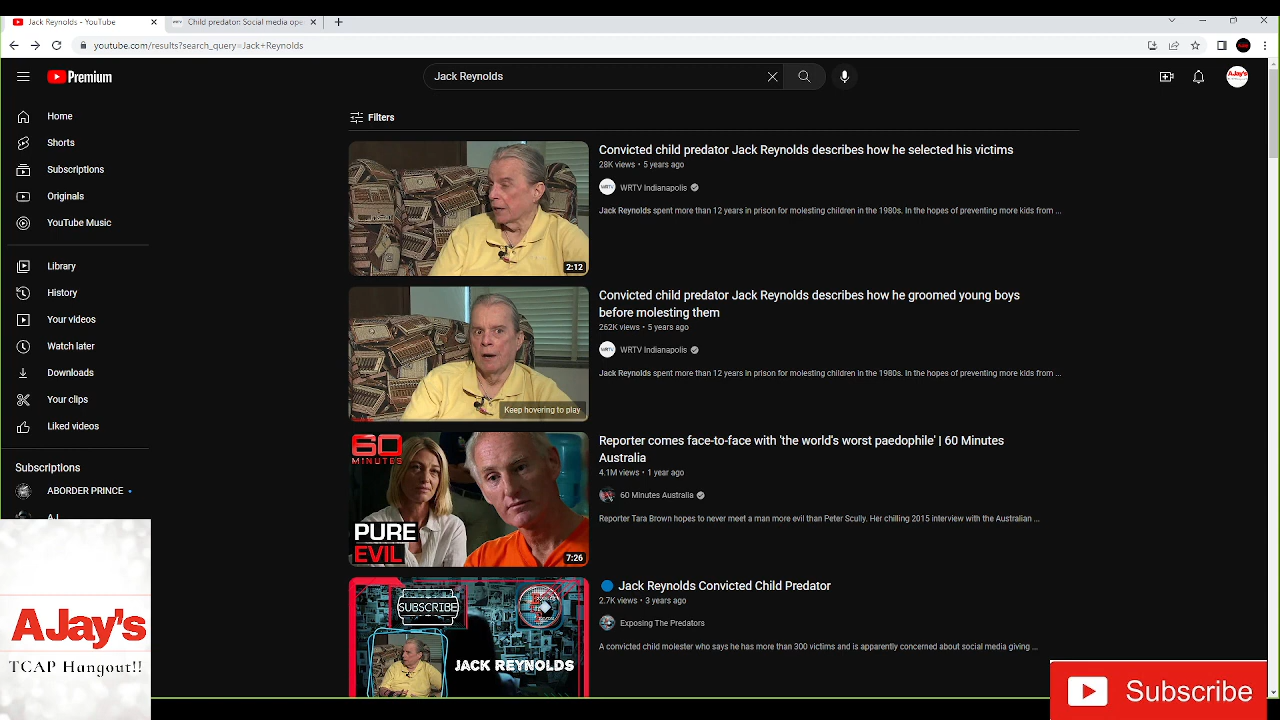 Jack Reynolds - YouTube
WRTV
Child predator: Social media ope
youtube.com/results?search_query=Jack+Reynolds
AJay's
Premium
Jack Reynolds
AJay's
Home
Shorts
Subscriptions
Originals
YouTube Music
Library
History
Your videos
Watch later
Downloads
Your clips
Liked videos
Subscriptions
ABORDER PRINCE
Filters
2:12
Convicted child predator Jack Reynolds describes how he selected his victims
28K views • 5 years ago
WRTV
WRTV Indianapolis
Jack Reynolds spent more than 12 years in prison for molesting children in the 1980s. In the hopes of preventing more kids from ...
Keep hovering to play
Convicted child predator Jack Reynolds describes how he groomed young boys
before molesting them
262K views • 5 years ago
WRTV
WRTV Indianapolis
Jack Reynolds spent more than 12 years in prison for molesting children in the 1980s. In the hopes of preventing more kids from ...
60
MINUTES
PURE
EVIL
7:26
Reporter comes face-to-face with 'the world's worst paedophile' | 60 Minutes
Australia
4.1M views • 1 year ago
60 Minutes Australia
Reporter Tara Brown hopes to never meet a man more evil than Peter Scully. Her chilling 2015 interview with the Australian ...
SUBSCRIBE
JACK REYNOLDS
Jack Reynolds Convicted Child Predator
2.7K views • 3 years ago
Exposing The Predators
A convicted child molester who says he has more than 300 victims and is apparently concerned about social media giving ...
AJay's
TCAP Hangout!!
Subscribe